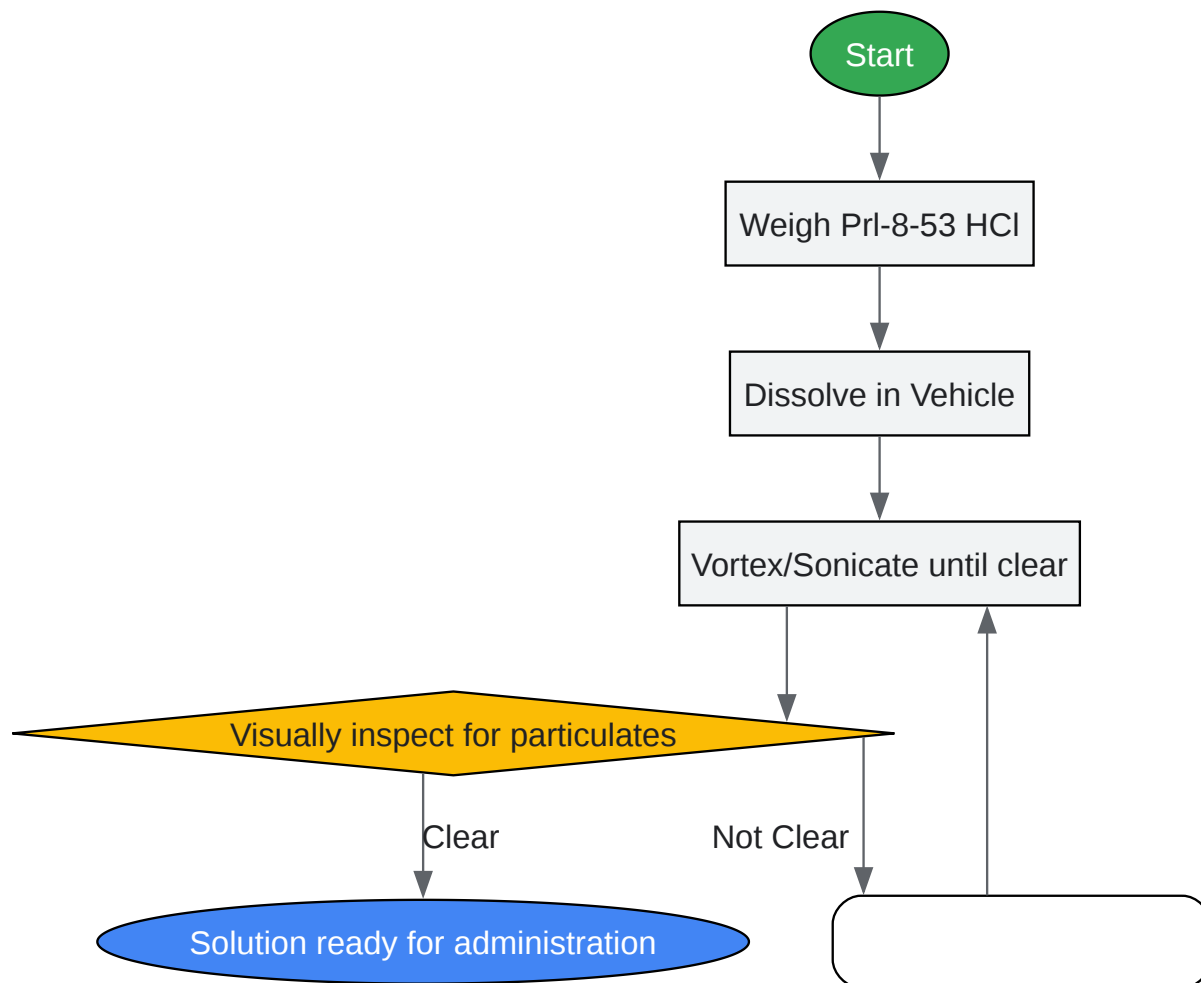 Start
Weigh Prl-8-53 HCl
Dissolve in Vehicle
Vortex/Sonicate until clear
Visually inspect for particulates
Clear
Not Clear
Solution ready for administration